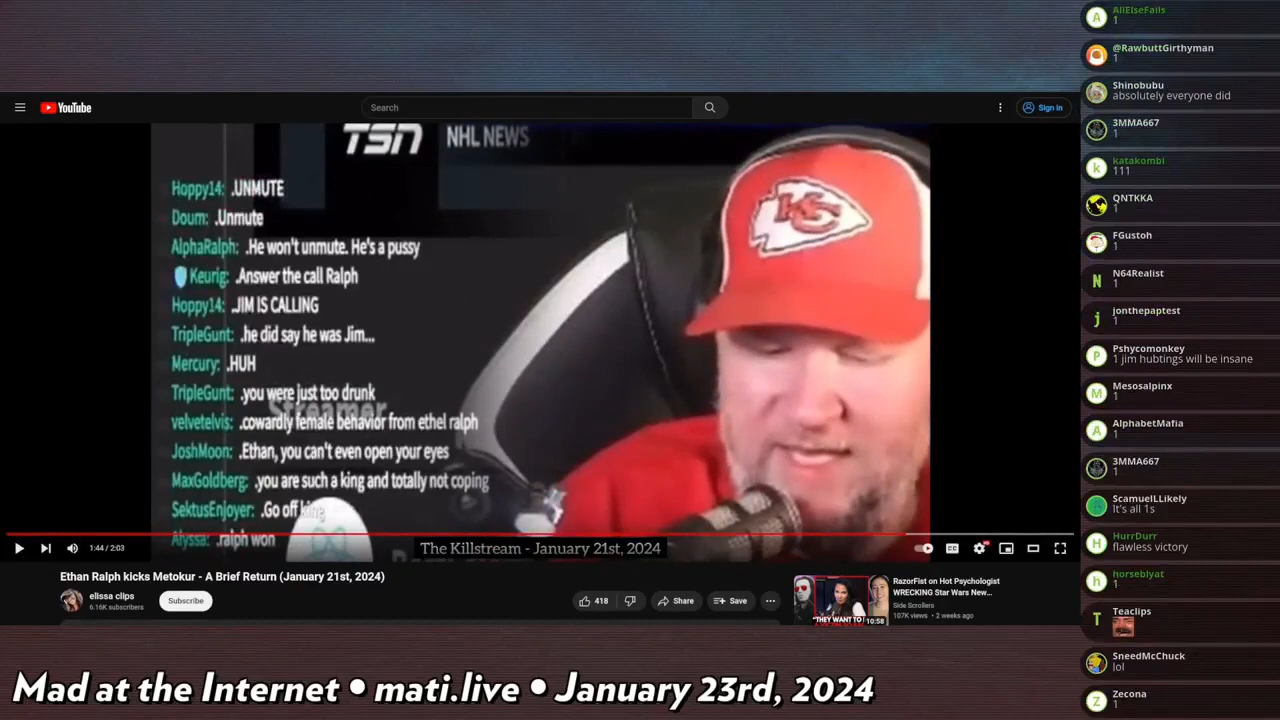 YouTube
Search
Sign in
TSN
NHL NEWS
Hoppy14: .UNMUTE
Doum: .Unmute
AlphaRalph: .He won't unmute. He's a pussy
Keurig: .Answer the call Ralph
Hoppy14: .JIM IS CALLING
TripleGunt: .he did say he was Jim...
Mercury: .HUH
TripleGunt: .you were just too drunk
Streamer
velvetelvis: .cowardly female behavior from ethel ralph
JoshMoon: .Ethan, you can't even open your eyes
MaxGoldberg: .you are such a king and totally not coping
SektusEnjoyer: .Go off king
Alyssa: .ralph won
KC
The Killstream - January 21st, 2024
1:44 / 2:03
Ethan Ralph kicks Metokur - A Brief Return (January 21st, 2024)
elissa clips
6.16K subscribers
Subscribe
418
Share
Save
"THEY WANT TO
10:58
RazorFist on Hot Psychologist
WRECKING Star Wars New...
Side Scrollers
107K views • 2 weeks ago
Mad at the Internet • mati.live • January 23rd, 2024
AllElseFails
1
@RawbuttGirthyman
1
Shinobubu
absolutely everyone did
3MMA667
1
katakombi
111
QNTKKA
1
FGustoh
1
N64Realist
1
jonthepaptest
1
Pshycomonkey
1 jim hubtings will be insane
Mesosalpinx
1
AlphabetMafia
1
3MMA667
1
ScamuelLLikely
It's all 1s
HurrDurr
flawless victory
horseblyat
1
Teaclips
SneedMcChuck
lol
Zecona
1